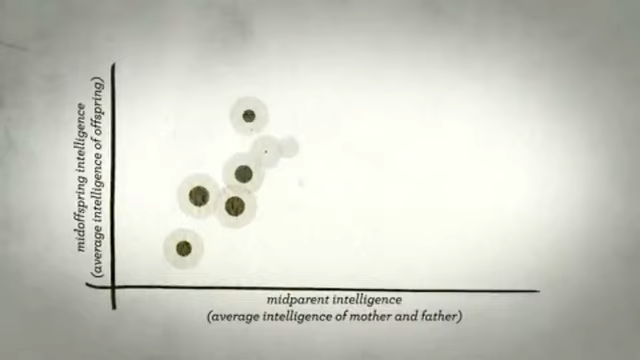 midoffspring intelligence
(average intelligence of offspring)
midparent intelligence
(average intelligence of mother and father)